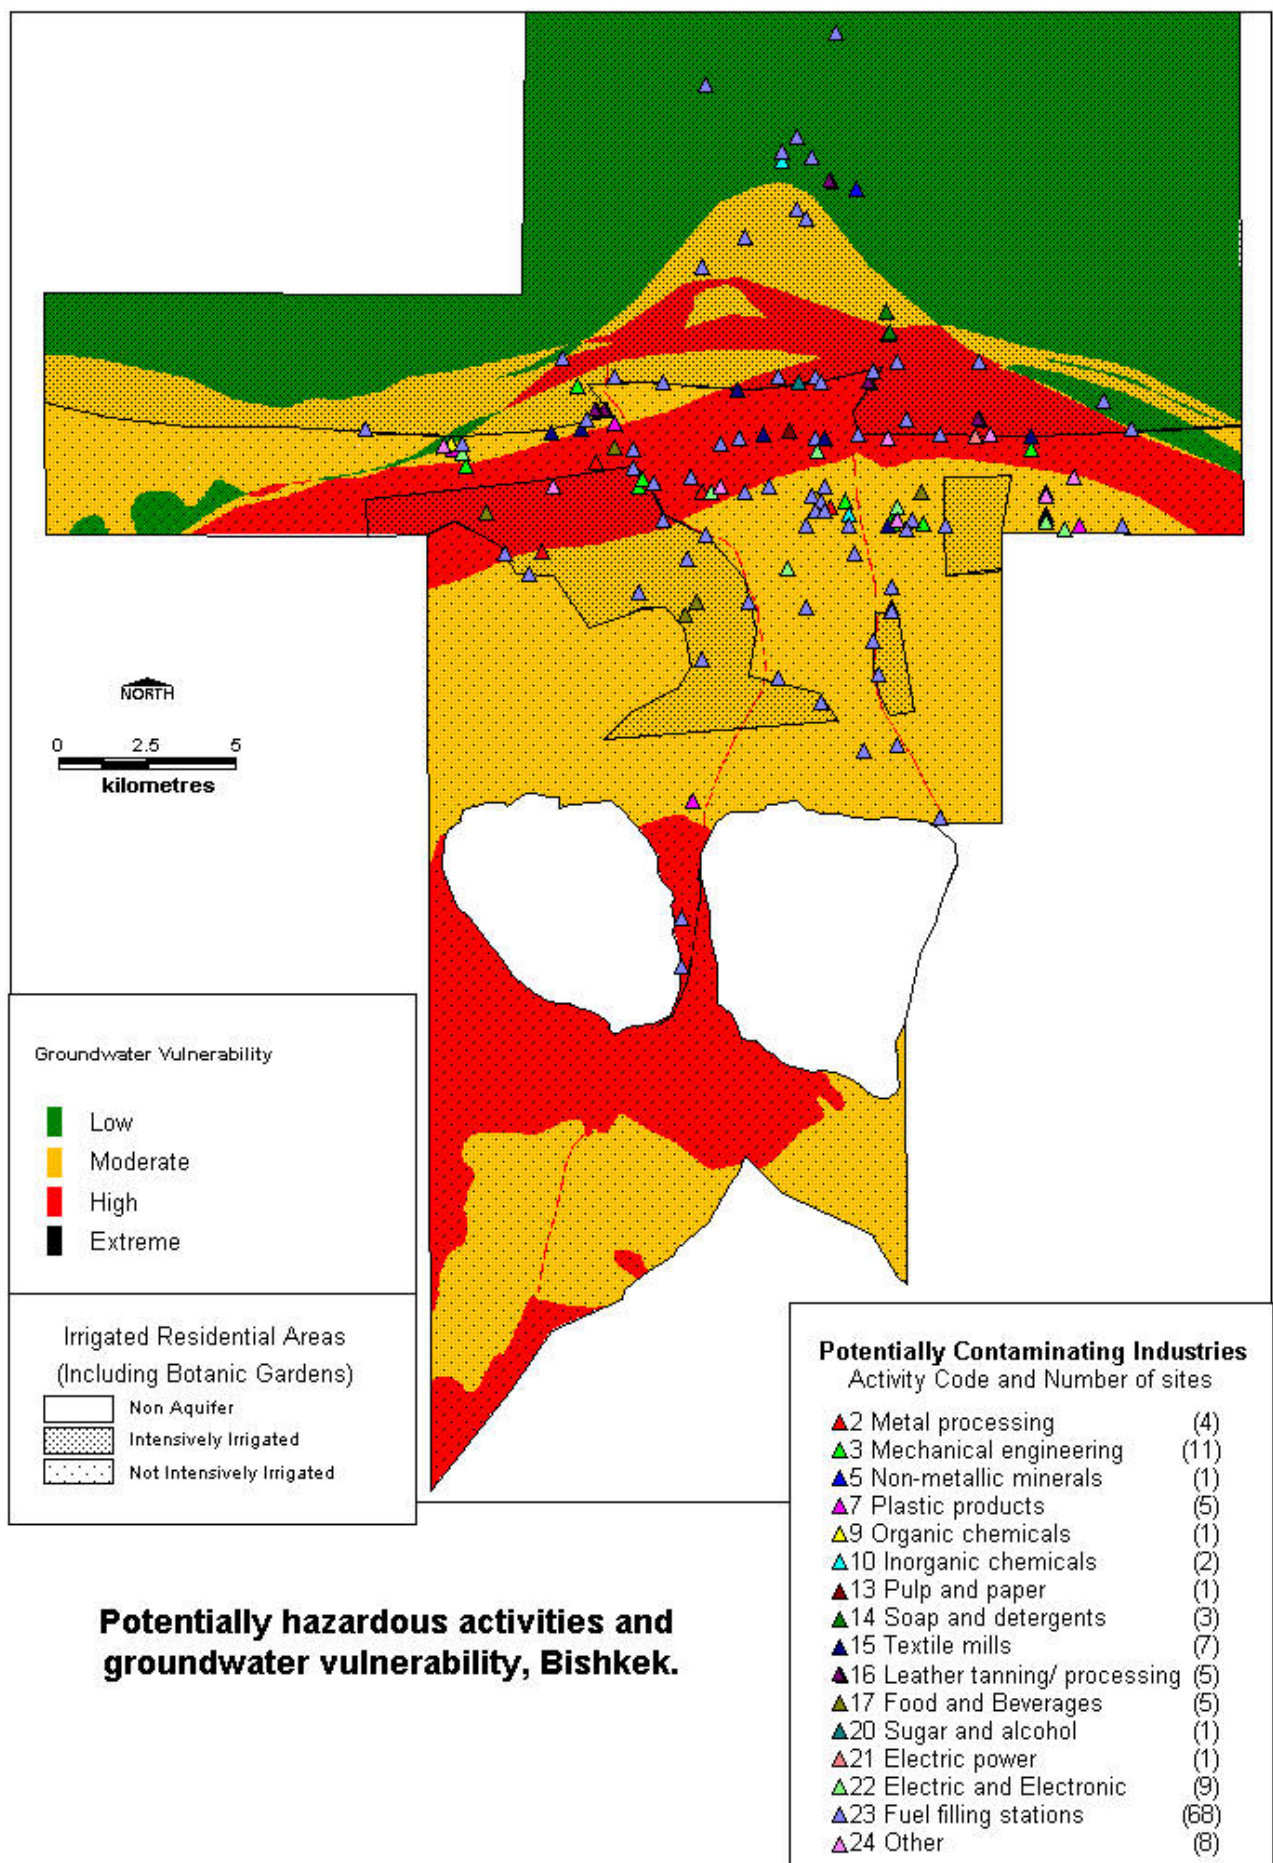 NORTH
0 2.5 5
kilometres
Groundwater Vulnerability
Low
Moderate
High
Extreme
Irrigated Residential Areas
(Including Botanic Gardens)
Non Aquifer
Intensively Irrigated
Not Intensively Irrigated
Potentially hazardous activities and
groundwater vulnerability, Bishkek.
Potentially Contaminating Industries
Activity Code and Number of sites
2 Metal processing (4)
3 Mechanical engineering (11)
5 Non-metallic minerals (1)
7 Plastic products (5)
9 Organic chemicals (1)
10 Inorganic chemicals (2)
13 Pulp and paper (1)
14 Soap and detergents (3)
15 Textile mills (7)
16 Leather tanning/ processing (5)
17 Food and Beverages (5)
20 Sugar and alcohol (1)
21 Electric power (1)
22 Electric and Electronic (9)
23 Fuel filling stations (68)
24 Other (8)